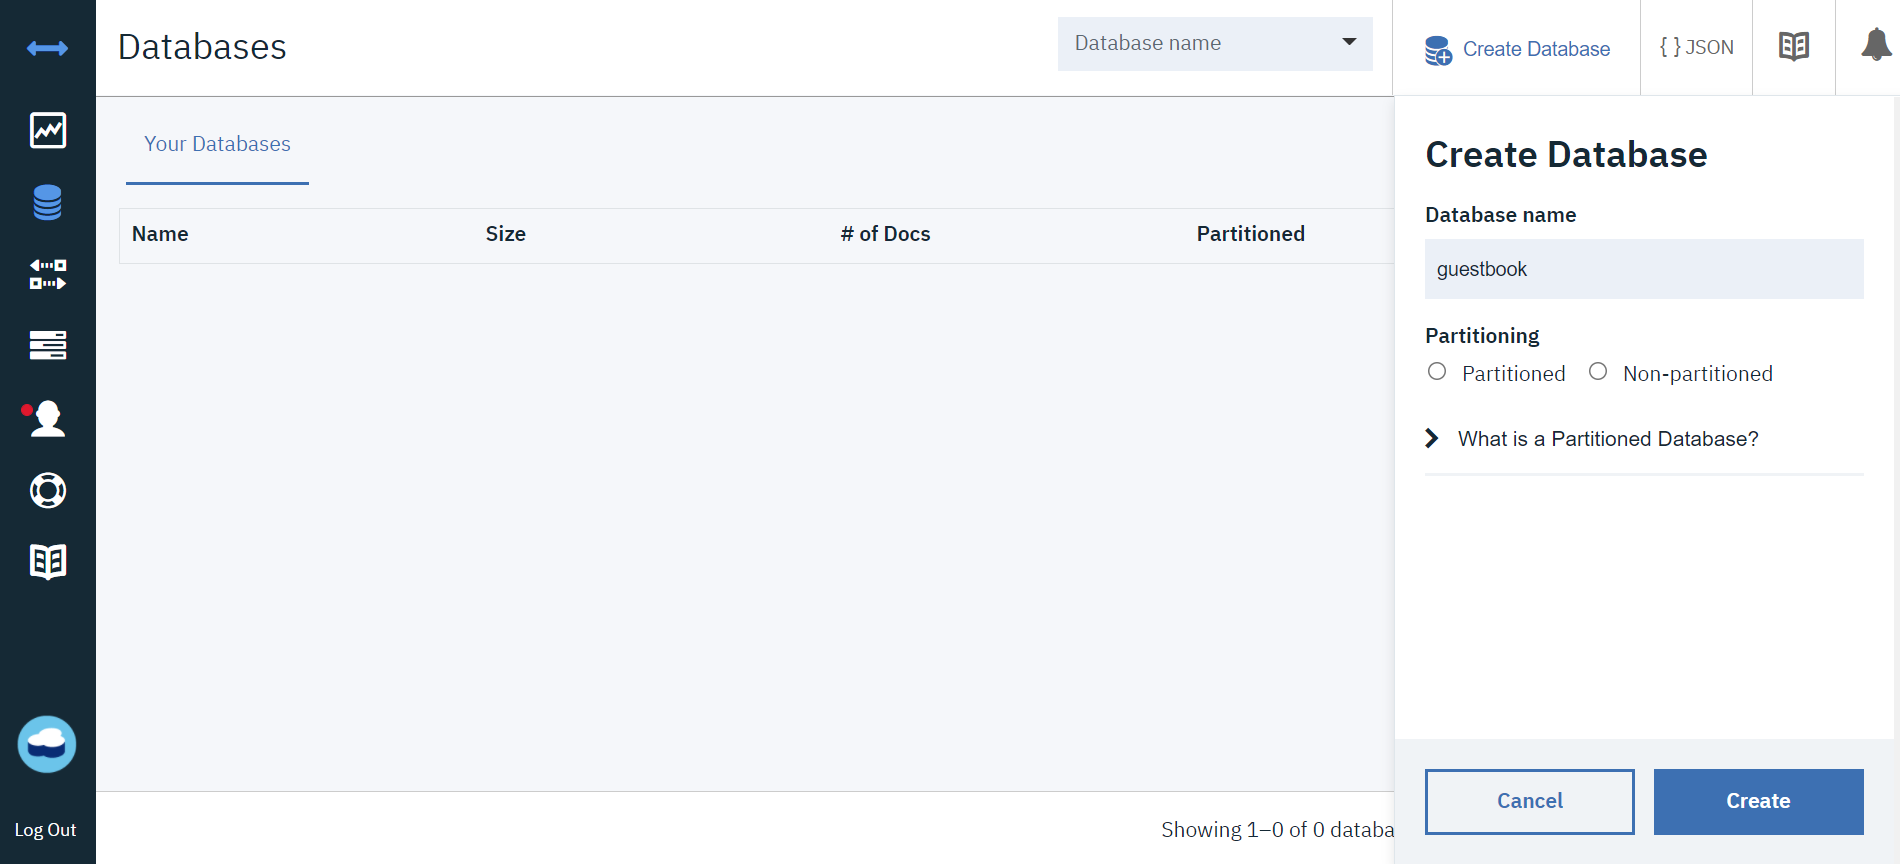 Databases
Database name
Create Database
{ } JSON
Your Databases
Name Size # of Docs Partitioned
Showing 1–0 of 0 databa
Log Out
Create Database
Database name
guestbook
Partitioning
Partitioned Non-partitioned
What is a Partitioned Database?
Cancel Create